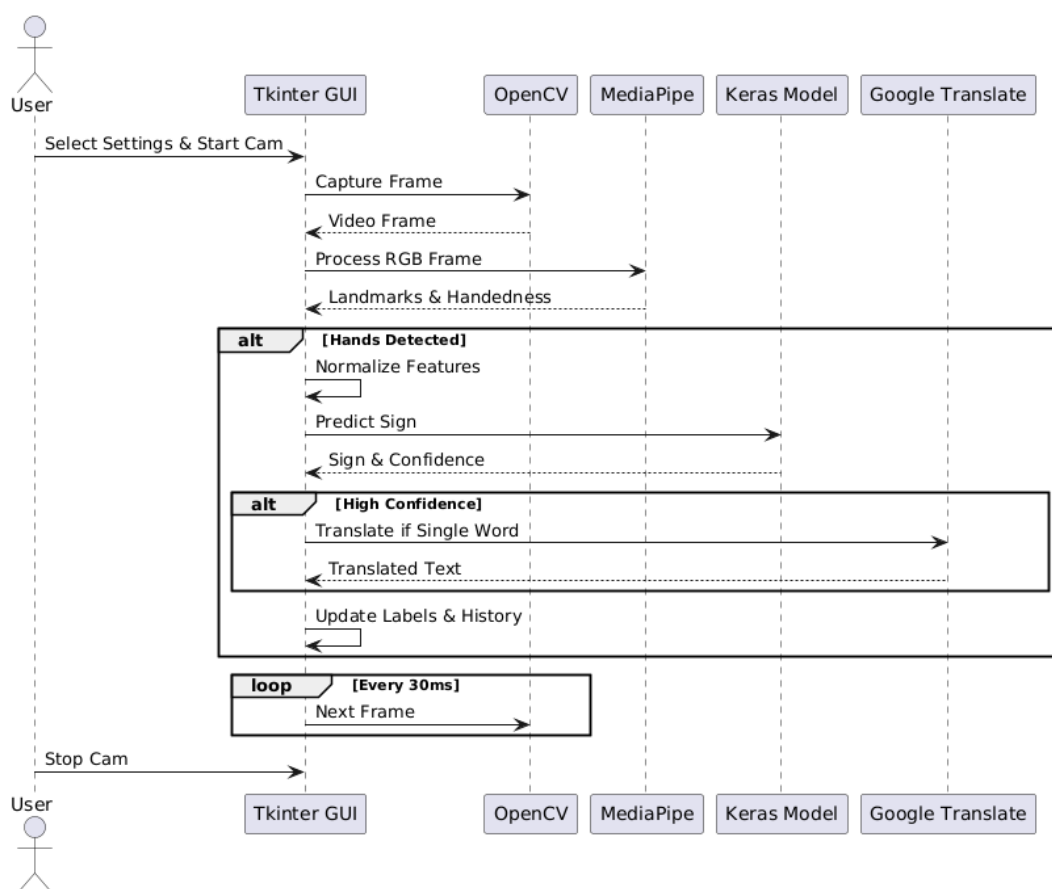 User
Tkinter GUI
OpenCV
MediaPipe
Keras Model
Google Translate
Select Settings & Start Cam
Capture Frame
Video Frame
Process RGB Frame
Landmarks & Handedness
alt [Hands Detected]
Normalize Features
Predict Sign
Sign & Confidence
alt [High Confidence]
Translate if Single Word
Translated Text
Update Labels & History
loop [Every 30ms]
Next Frame
Stop Cam
User
Tkinter GUI
OpenCV
MediaPipe
Keras Model
Google Translate